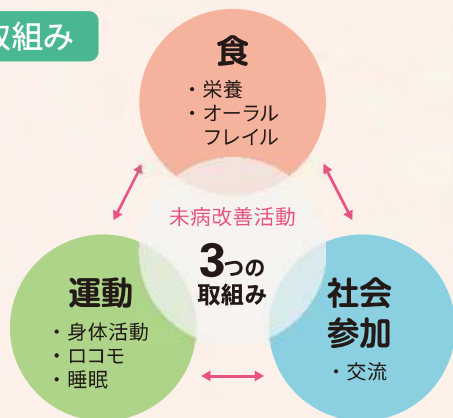 取組み
食
・栄養
・オーラル
フレイル
未病改善活動
3つの
取組み
運動
・身体活動
・ロコモ
・睡眠
社会
参加
・交流